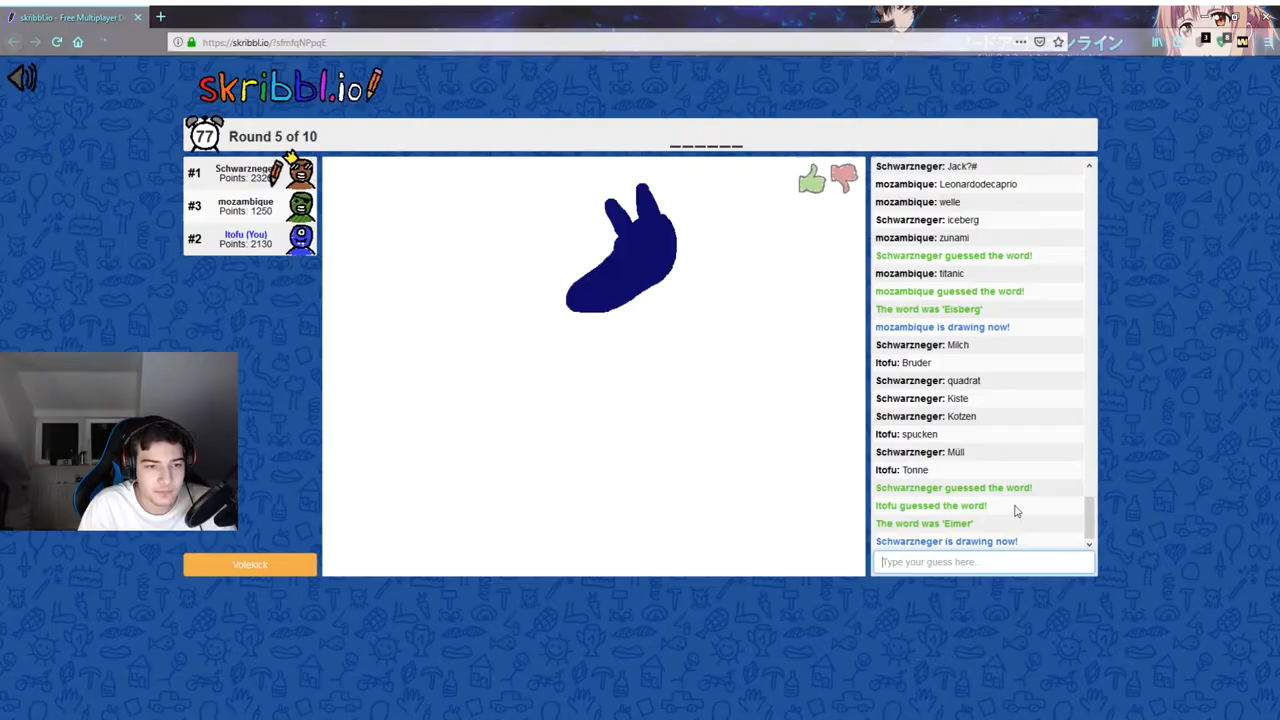 skribbl.io - Free Multiplayer D
https://skribbl.io/?sfmfqNPpqE
skribbl.io
77
Round 5 of 10
______
#1
Schwarznege
Points: 2320
#3
mozambique
Points: 1250
#2
Itofu (You)
Points: 2130
Votekick
Schwarzneger: Jack?#
mozambique: Leonardodecaprio
mozambique: welle
Schwarzneger: iceberg
mozambique: zunami
Schwarzneger guessed the word!
mozambique: titanic
mozambique guessed the word!
The word was 'Eisberg'
mozambique is drawing now!
Schwarzneger: Milch
Itofu: Bruder
Schwarzneger: quadrat
Schwarzneger: Kiste
Schwarzneger: Kotzen
Itofu: spucken
Schwarzneger: Müll
Itofu: Tonne
Schwarzneger guessed the word!
Itofu guessed the word!
The word was 'Eimer'
Schwarzneger is drawing now!
Type your guess here...